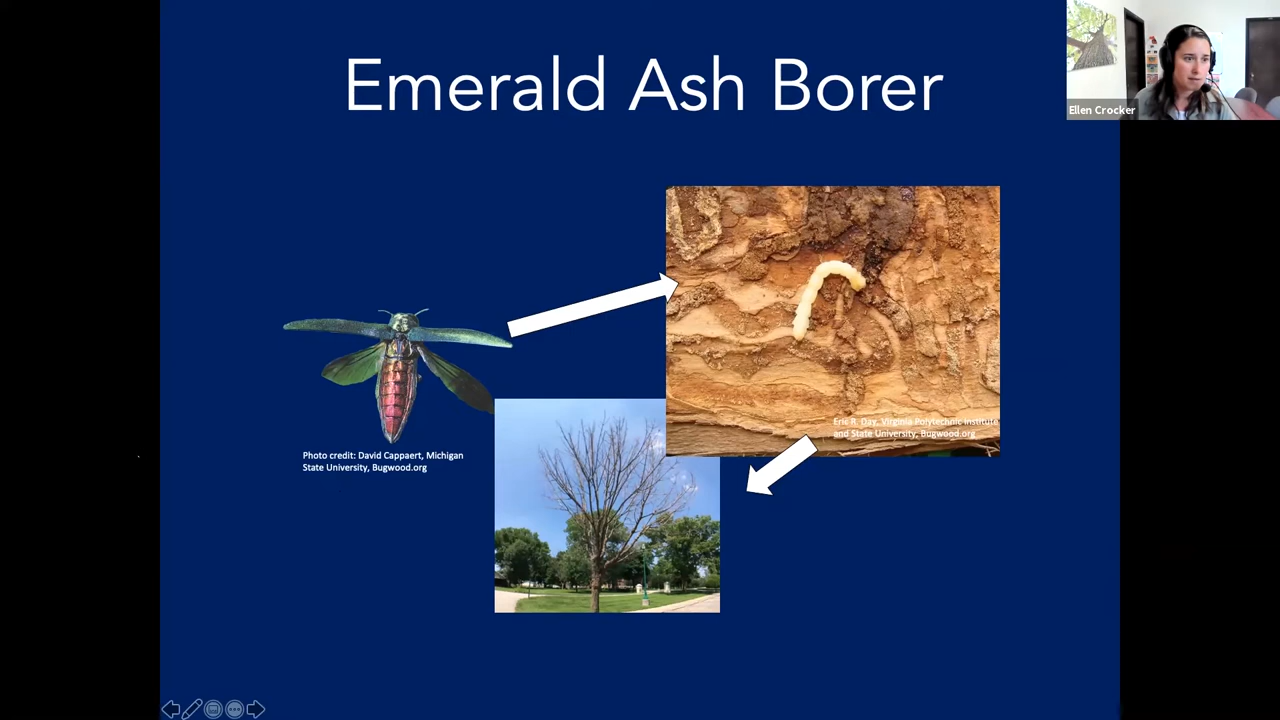 Emerald Ash Borer
Ellen Crocker
Eric R. Day, Virginia Polytechnic Institute
and State University, Bugwood.org
Photo credit: David Cappaert, Michigan
State University, Bugwood.org